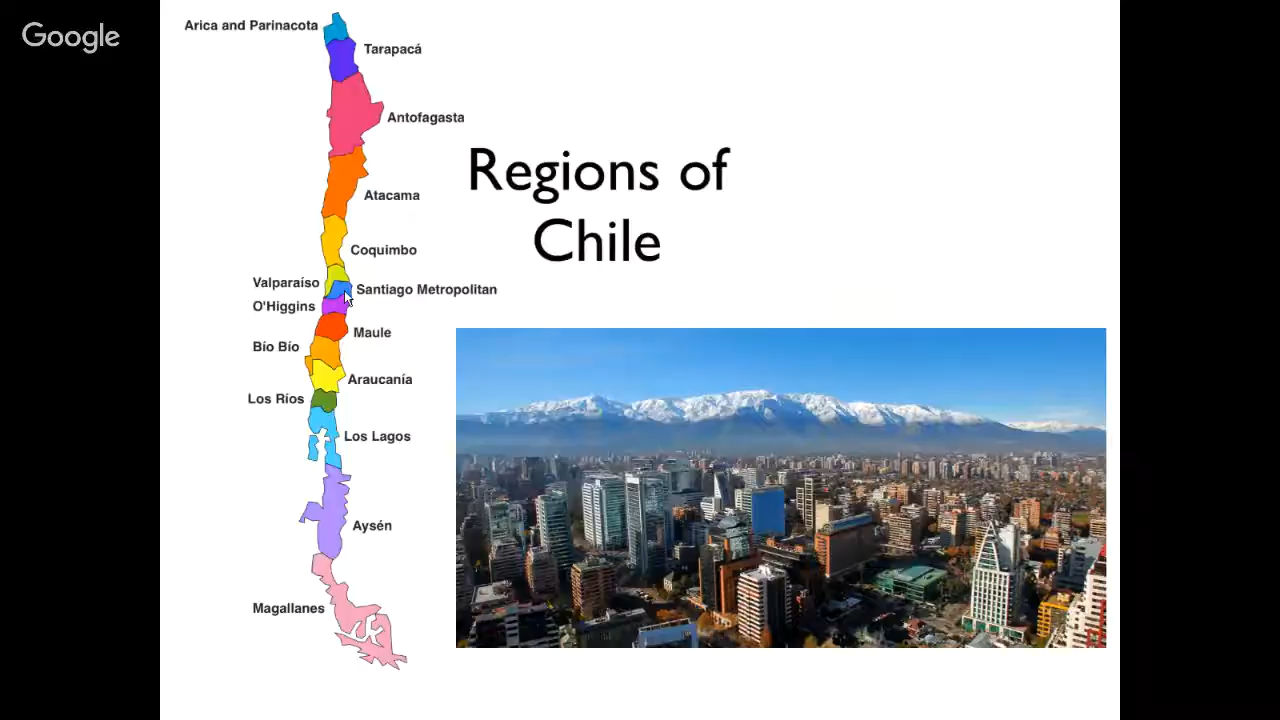 Google
Arica and Parinacota
Tarapacá
Antofagasta
Regions of
Chile
Atacama
Coquimbo
Valparaíso
Santiago Metropolitan
O'Higgins
Maule
Bío Bío
Araucanía
Los Ríos
Los Lagos
Aysén
Magallanes